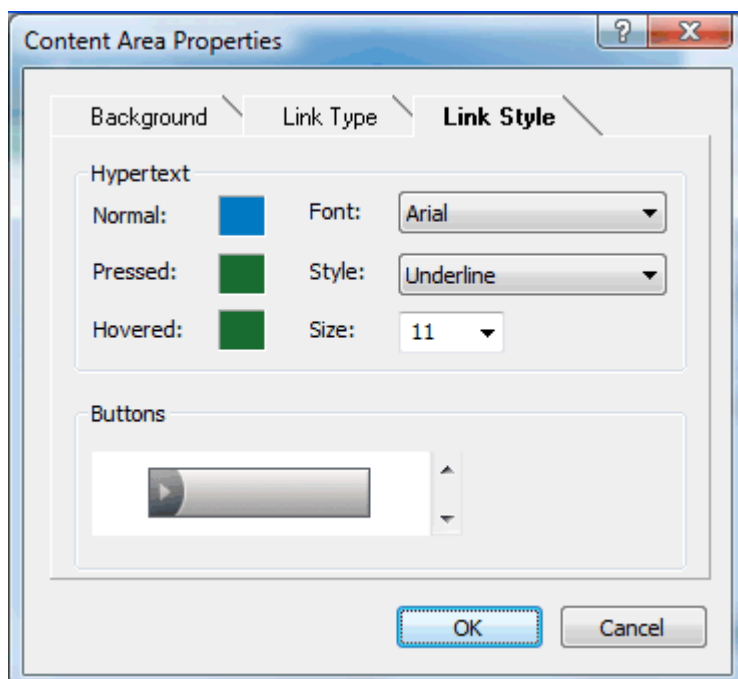 Content Area Properties
?
Background Link Type Link Style
Hypertext
Normal: Font: Arial
Pressed: Style: Underline
Hovered: Size: 11
Buttons
OK Cancel